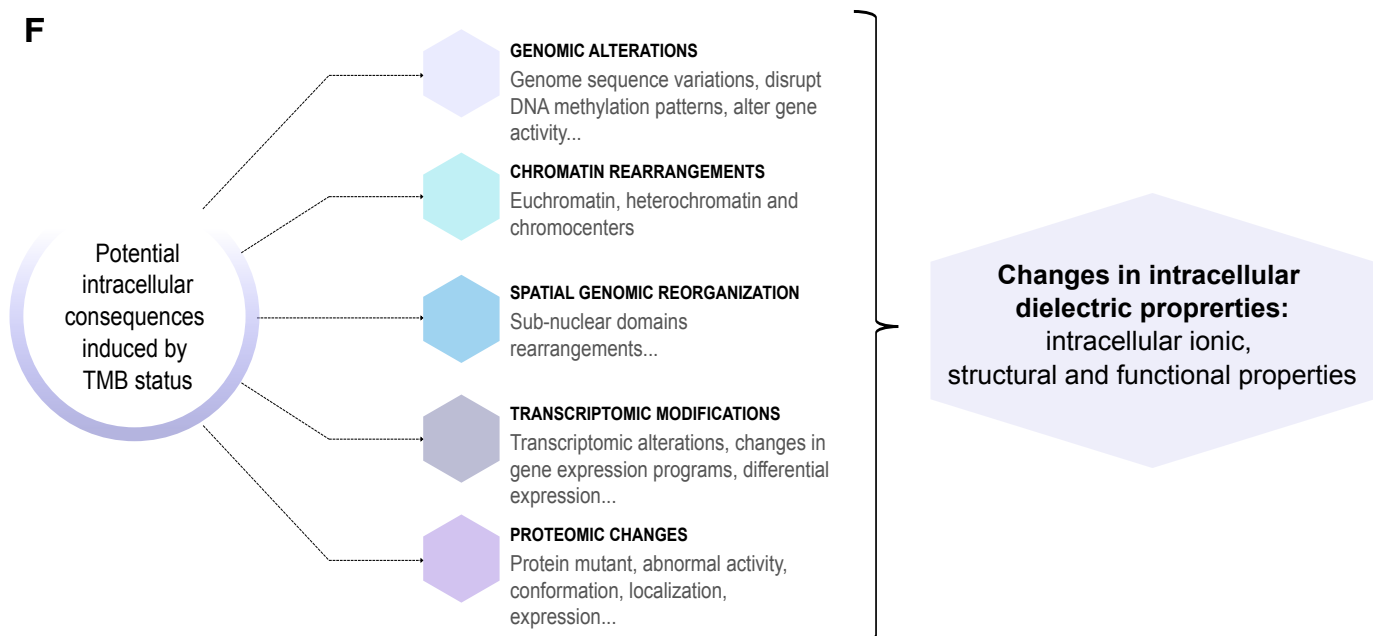 F
Potential
intracellular
consequences
induced by
TMB status
GENOMIC ALTERATIONS
Genome sequence variations, disrupt
DNA methylation patterns, alter gene
activity...
CHROMATIN REARRANGEMENTS
Euchromatin, heterochromatin and
chromocenters
SPATIAL GENOMIC REORGANIZATION
Sub-nuclear domains
rearrangements...
TRANSCRIPTOMIC MODIFICATIONS
Transcriptomic alterations, changes in
gene expression programs, differential
expression...
PROTEOMIC CHANGES
Protein mutant, abnormal activity,
conformation, localization,
expression...
Changes in intracellular
dielectric proprerties:
intracellular ionic,
structural and functional properties